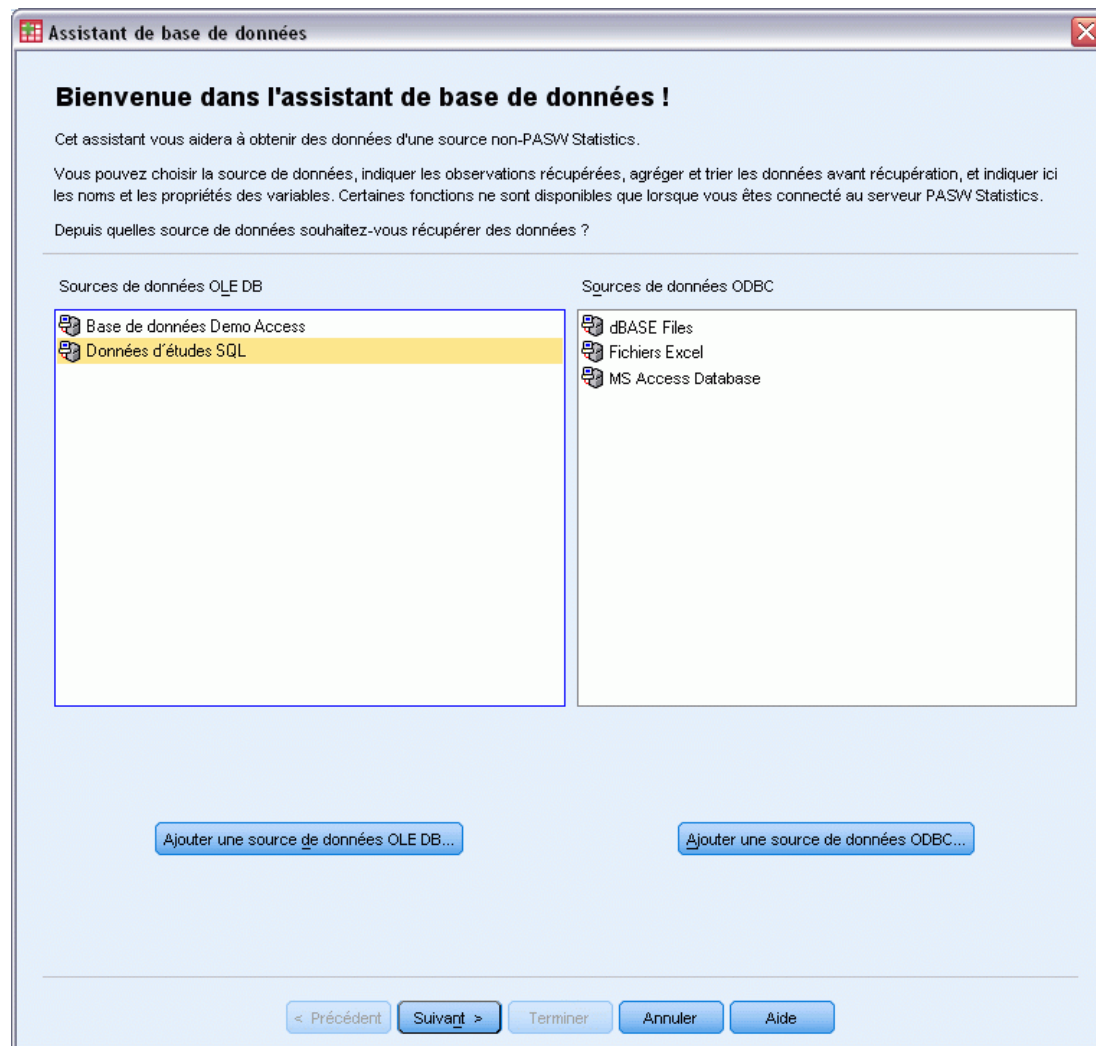 Assistant de base de données
Bienvenue dans l'assistant de base de données !
Cet assistant vous aidera à obtenir des données d'une source non-PASW Statistics.
Vous pouvez choisir la source de données, indiquer les observations récupérées, agréger et trier les données avant récupération, et indiquer ici
les noms et les propriétés des variables. Certaines fonctions ne sont disponibles que lorsque vous êtes connecté au serveur PASW Statistics.
Depuis quelles source de données souhaitez-vous récupérer des données ?
Sources de données OLE DB
Base de données Demo Access
Données d´études SQL
Sources de données ODBC
dBASE Files
Fichiers Excel
MS Access Database
Ajouter une source de données OLE DB...
Ajouter une source de données ODBC...
< Précédent
Suivant >
Terminer
Annuler
Aide